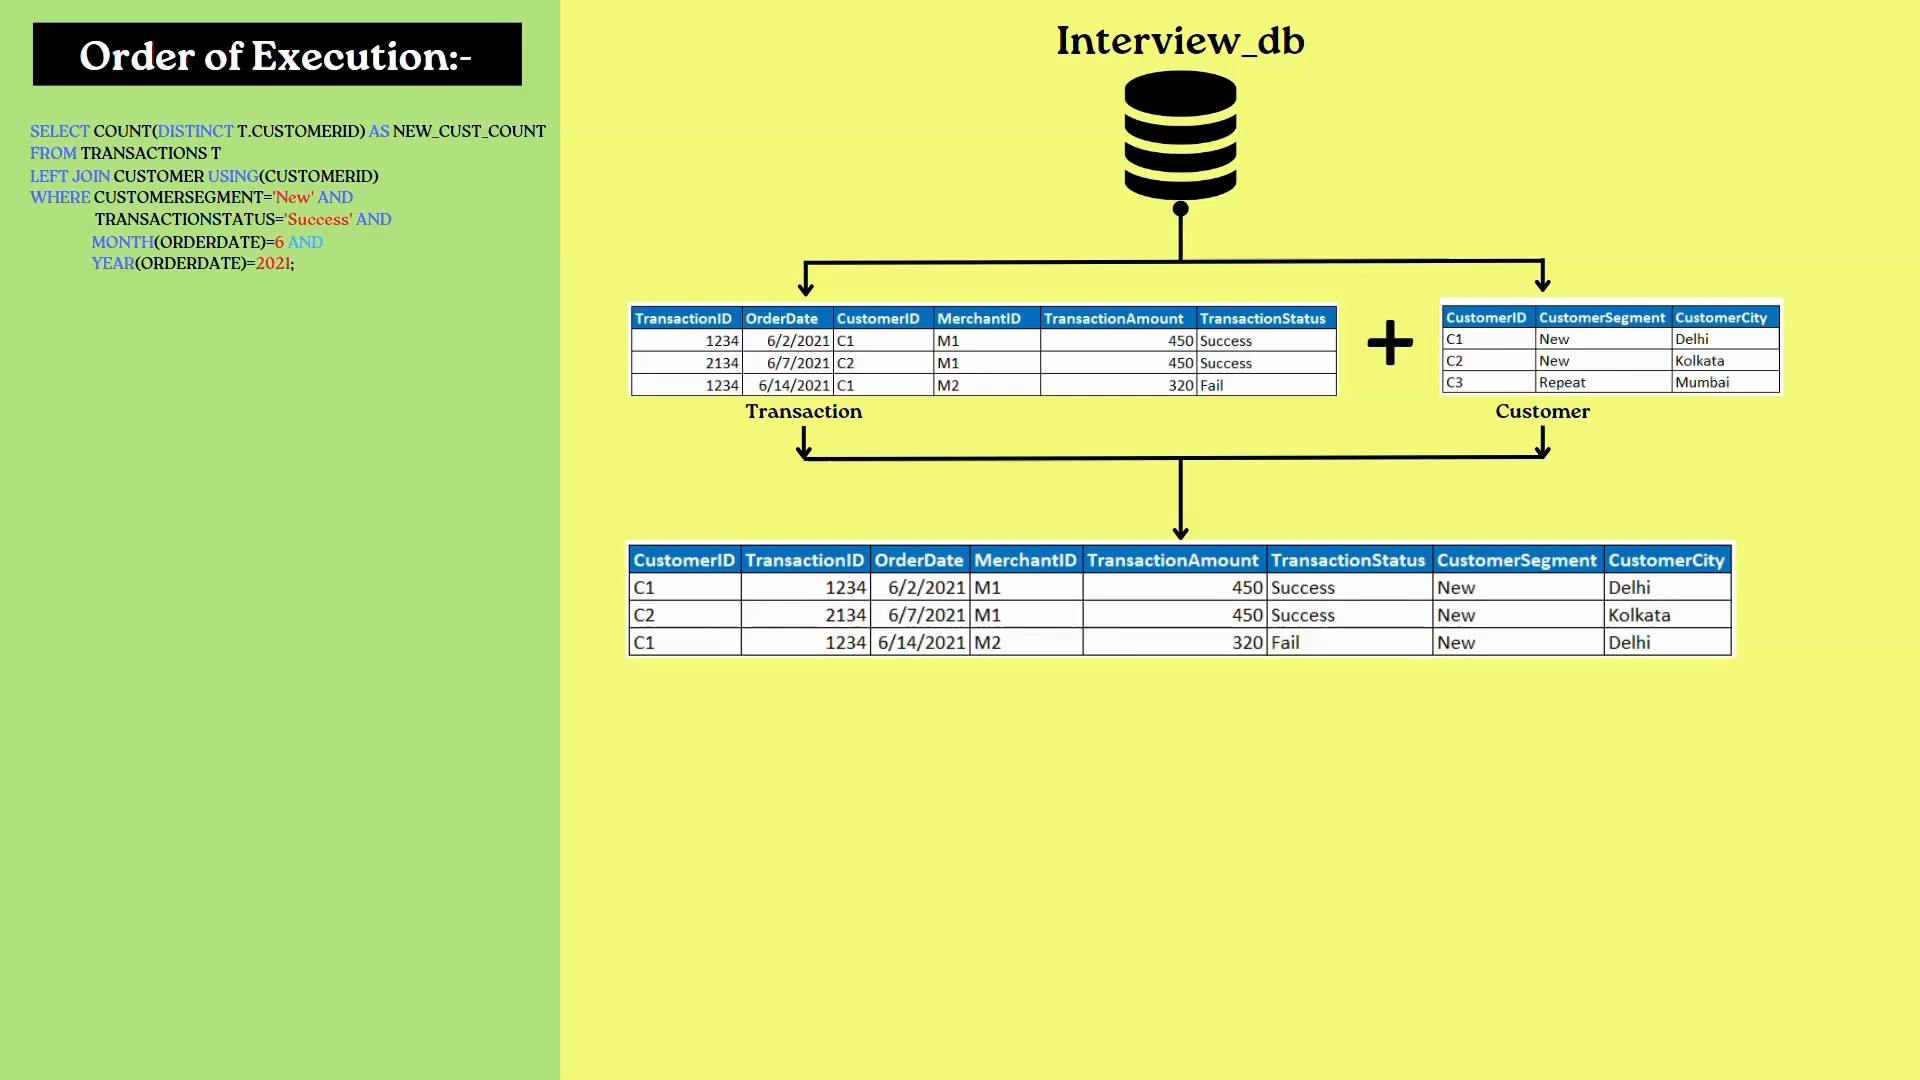 Order of Execution:-
SELECT COUNT(DISTINCT T.CUSTOMERID) AS NEW_CUST_COUNT
FROM TRANSACTIONS T
LEFT JOIN CUSTOMER USING(CUSTOMERID)
WHERE CUSTOMERSEGMENT='New' AND
TRANSACTIONSTATUS='Success' AND
MONTH(ORDERDATE)=6 AND
YEAR(ORDERDATE)=2021;
Interview_db
TransactionID OrderDate CustomerID MerchantID TransactionAmount TransactionStatus
1234 6/2/2021 C1 M1 450 Success
2134 6/7/2021 C2 M1 450 Success
1234 6/14/2021 C1 M2 320 Fail
Transaction
CustomerID CustomerSegment CustomerCity
C1 New Delhi
C2 New Kolkata
C3 Repeat Mumbai
Customer
CustomerID TransactionID OrderDate MerchantID TransactionAmount TransactionStatus CustomerSegment CustomerCity
C1 1234 6/2/2021 M1 450 Success New Delhi
C2 2134 6/7/2021 M1 450 Success New Kolkata
C1 1234 6/14/2021 M2 320 Fail New Delhi